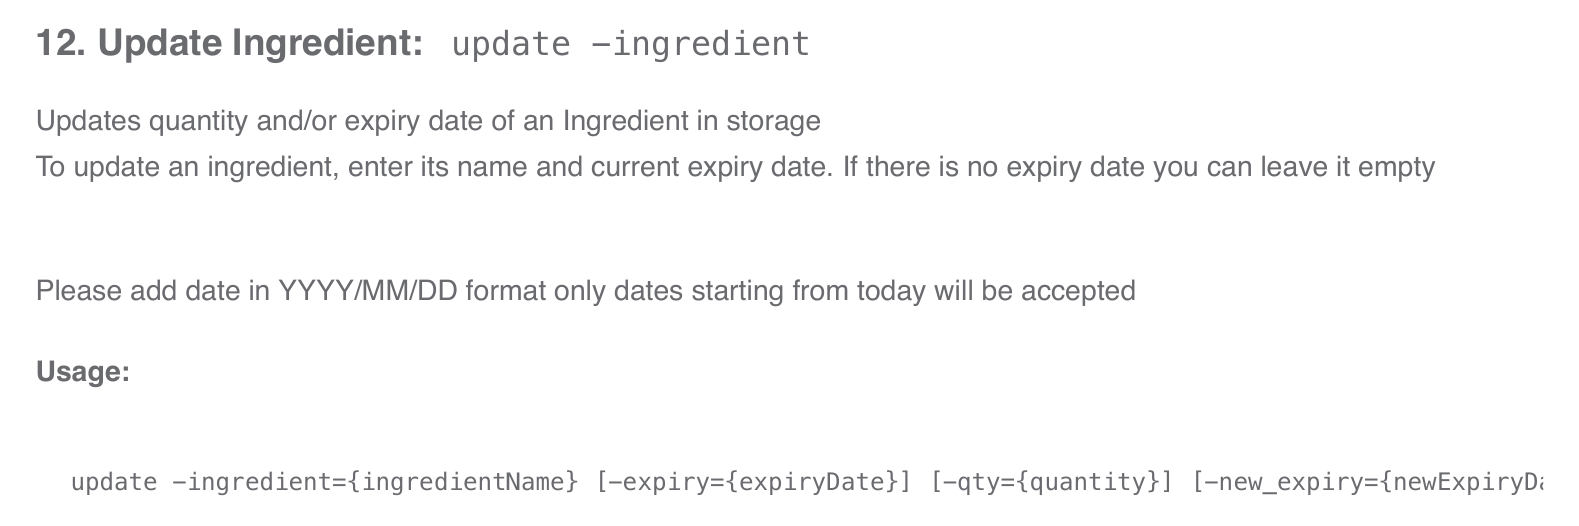 12. Update Ingredient: update –ingredient
Updates quantity and/or expiry date of an Ingredient in storage
To update an ingredient, enter its name and current expiry date. If there is no expiry date you can leave it empty
Please add date in YYYY/MM/DD format only dates starting from today will be accepted
Usage:
update –ingredient={ingredientName} [–expiry={expiryDate}] [–qty={quantity}] [–new_expiry={newExpiryDa